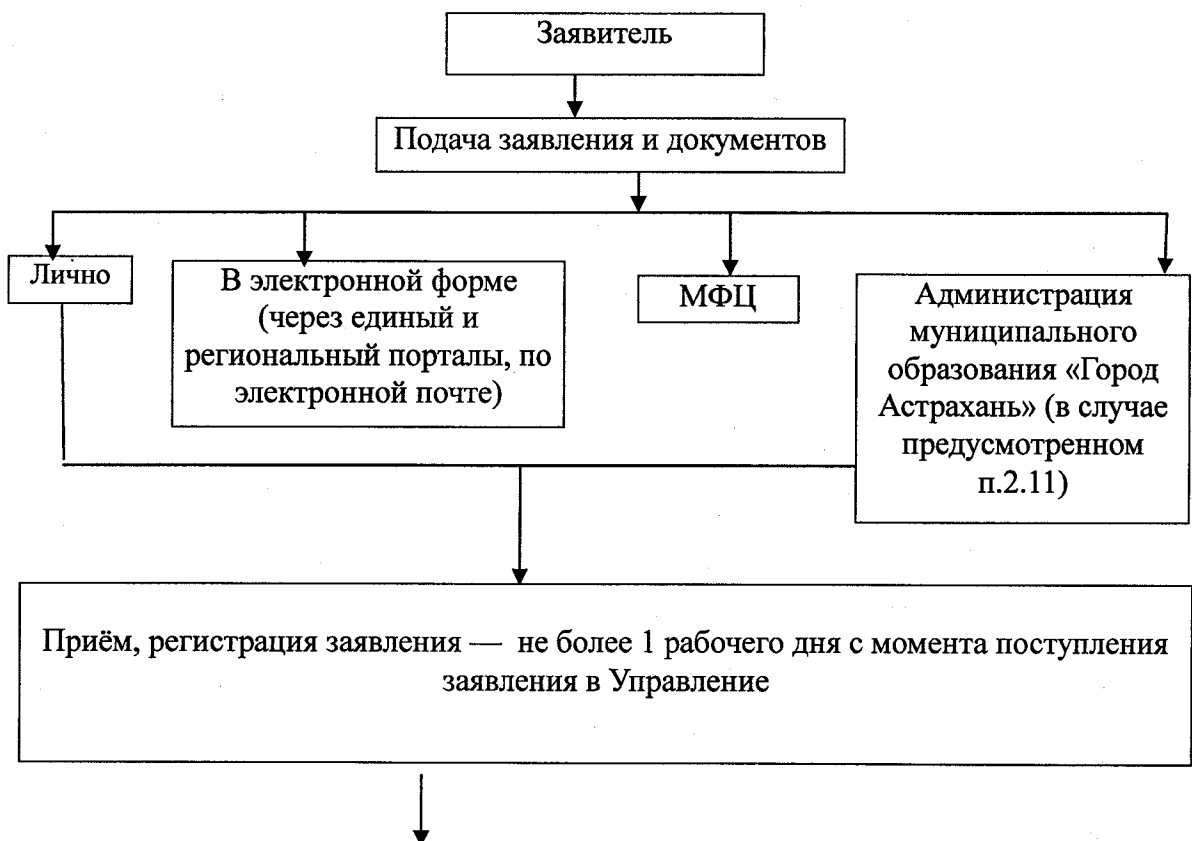 Заявитель
Подача заявления и документов
Лично
В электронной форме
(через единый и
региональный порталы, по
электронной почте)
МФЦ
Администрация
муниципального
образования «Город
Астрахань» (в случае
предусмотренном
п.2.11)
Приём, регистрация заявления — не более 1 рабочего дня с момента поступления
заявления в Управление